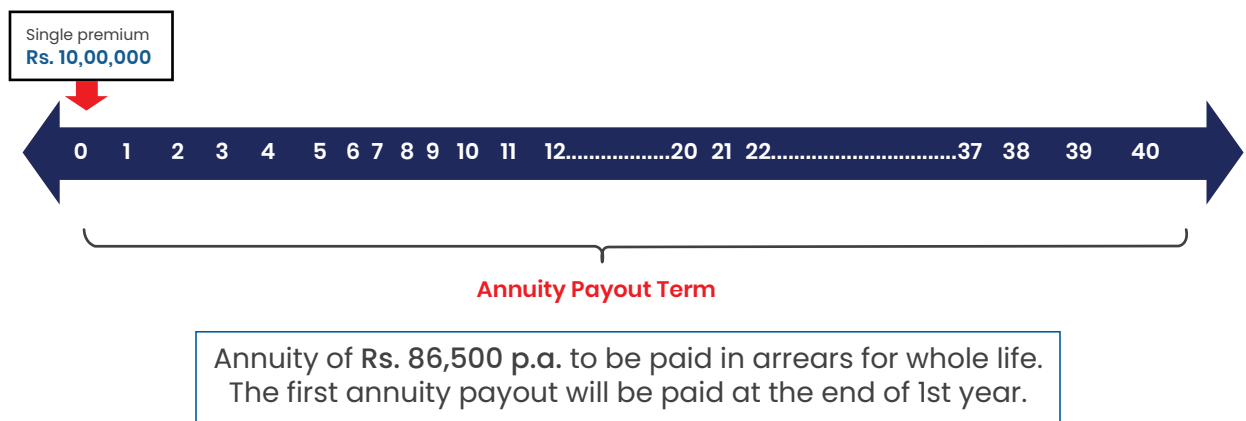 Single premium
Rs. 10,00,000
0 1 2 3 4 5 6 7 8 9 10 11 12..................20 21 22................................37 38 39 40
Annuity Payout Term
Annuity of Rs. 86,500 p.a. to be paid in arrears for whole life.
The first annuity payout will be paid at the end of 1st year.